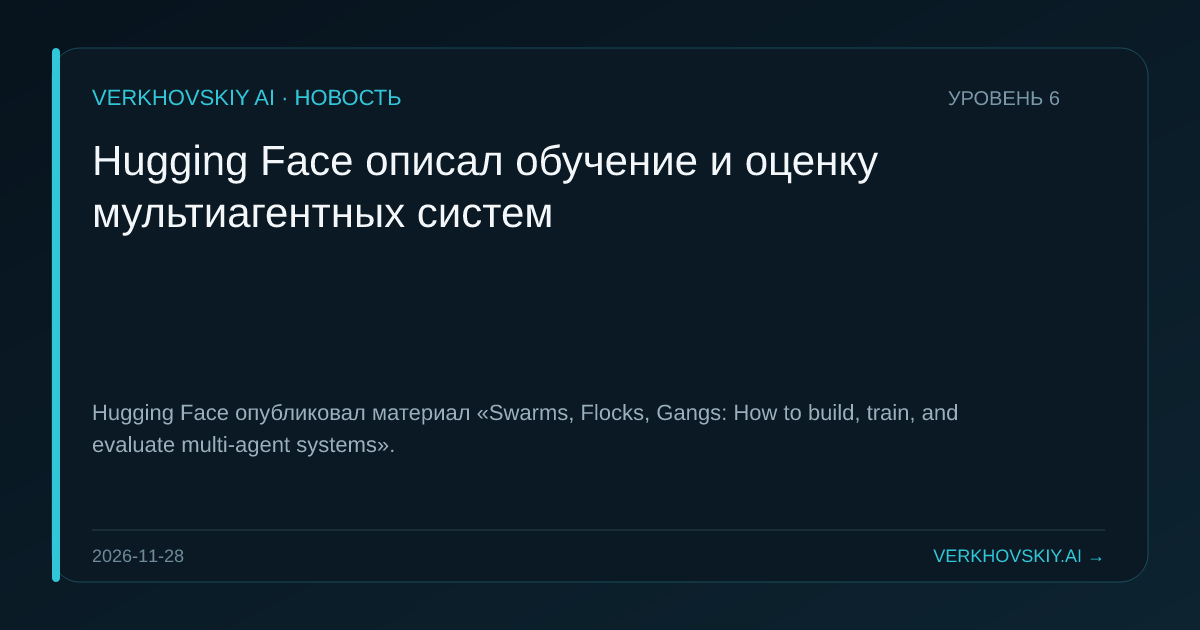 VERKHOVSKIY AI · НОВОСТЬ
УРОВЕНЬ 6
Hugging Face описал обучение и оценку
мультиагентных систем
Hugging Face опубликовал материал «Swarms, Flocks, Gangs: How to build, train, and
evaluate multi-agent systems».
2026-11-28
VERKHOVSKIY.AI →